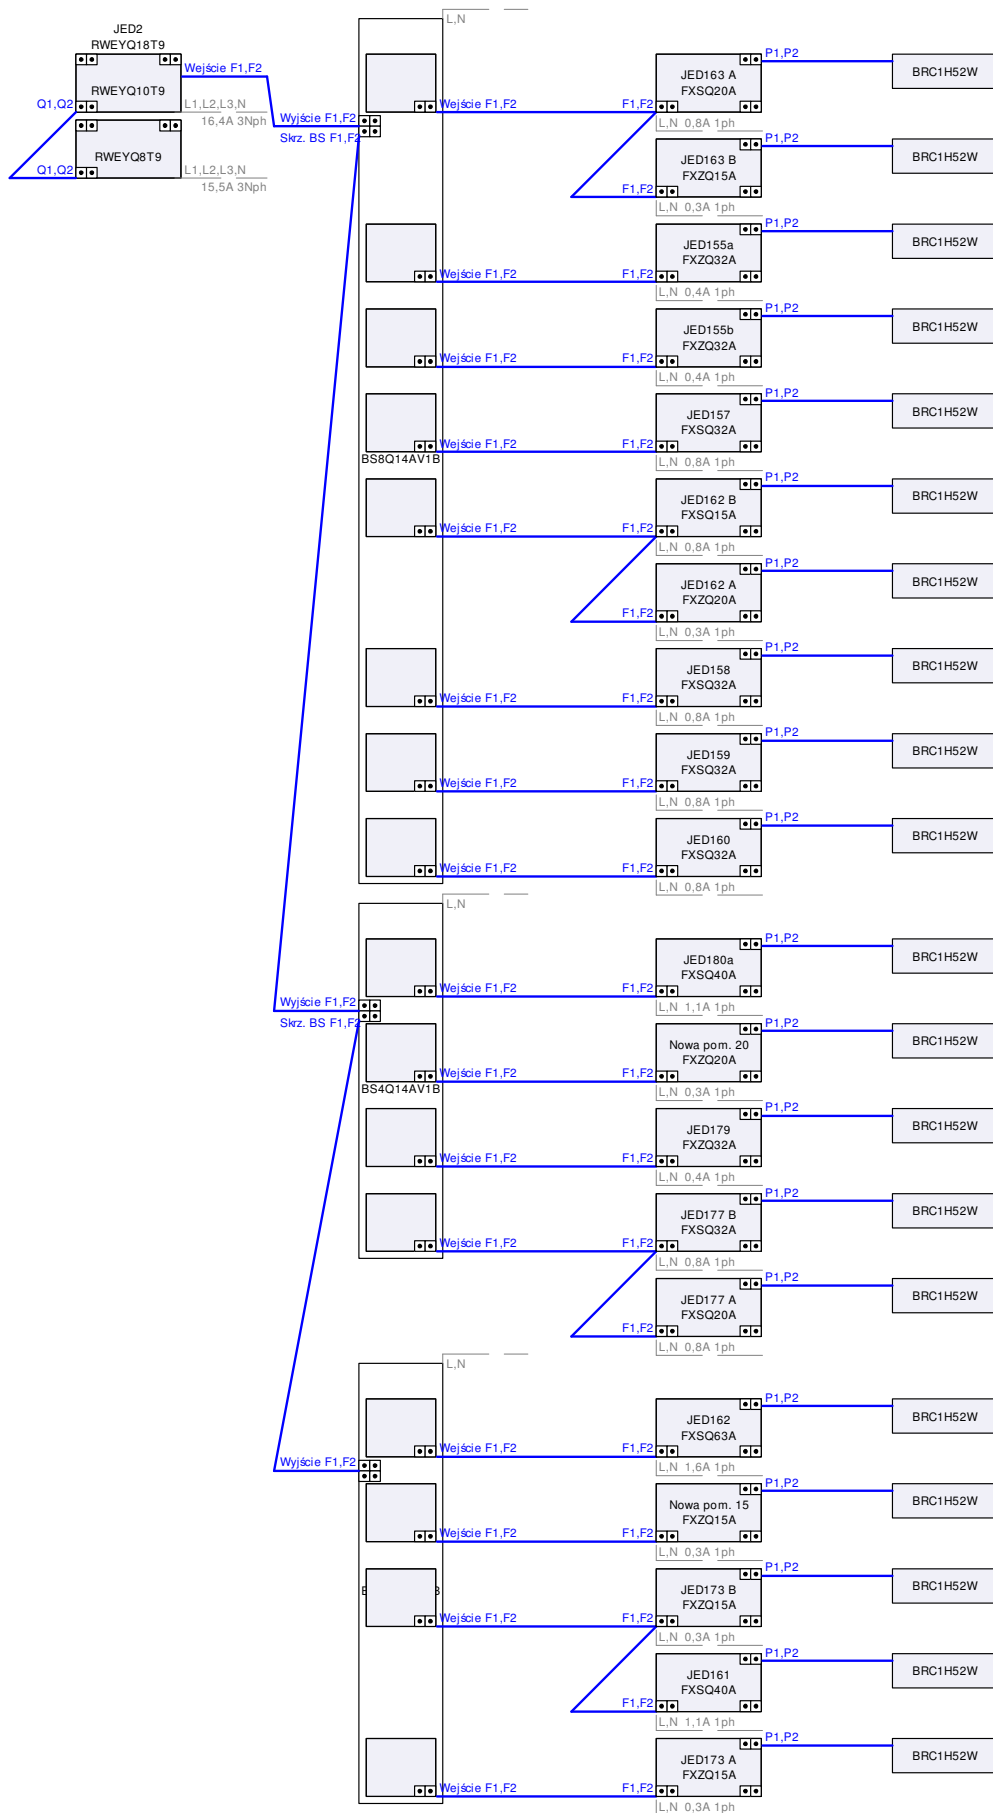 JED2
RWEYQ18T9
RWEYQ10T9
Wejście F1,F2
Q1,Q2
L1,L2,L3,N
16,4A 3Nph
RWEYQ8T9
Q1,Q2
L1,L2,L3,N
15,5A 3Nph
L,N
Wyjście F1,F2
Skrz. BS F1,F2
BS8Q14AV1B
Wejście F1,F2
F1,F2
JED163 A
FXSQ20A
P1,P2
BRC1H52W
L,N 0,8A 1ph
F1,F2
JED163 B
FXZQ15A
P1,P2
BRC1H52W
L,N 0,3A 1ph
Wejście F1,F2
F1,F2
JED155a
FXZQ32A
P1,P2
BRC1H52W
L,N 0,4A 1ph
Wejście F1,F2
F1,F2
JED155b
FXZQ32A
P1,P2
BRC1H52W
L,N 0,4A 1ph
Wejście F1,F2
F1,F2
JED157
FXSQ32A
P1,P2
BRC1H52W
L,N 0,8A 1ph
Wejście F1,F2
F1,F2
JED162 B
FXSQ15A
P1,P2
BRC1H52W
L,N 0,8A 1ph
F1,F2
JED162 A
FXZQ20A
P1,P2
BRC1H52W
L,N 0,3A 1ph
Wejście F1,F2
F1,F2
JED158
FXSQ32A
P1,P2
BRC1H52W
L,N 0,8A 1ph
Wejście F1,F2
F1,F2
JED159
FXSQ32A
P1,P2
BRC1H52W
L,N 0,8A 1ph
Wejście F1,F2
F1,F2
JED160
FXSQ32A
P1,P2
BRC1H52W
L,N 0,8A 1ph
L,N
Wyjście F1,F2
Skrz. BS F1,F2
BS4Q14AV1B
Wejście F1,F2
F1,F2
JED180a
FXSQ40A
P1,P2
BRC1H52W
L,N 1,1A 1ph
Wejście F1,F2
F1,F2
Nowa pom. 20
FXZQ20A
P1,P2
BRC1H52W
L,N 0,3A 1ph
Wejście F1,F2
F1,F2
JED179
FXZQ32A
P1,P2
BRC1H52W
L,N 0,4A 1ph
Wejście F1,F2
F1,F2
JED177 B
FXSQ32A
P1,P2
BRC1H52W
L,N 0,8A 1ph
F1,F2
JED177 A
FXSQ20A
P1,P2
BRC1H52W
L,N 0,8A 1ph
L,N
Wyjście F1,F2
Wejście F1,F2
F1,F2
JED162
FXSQ63A
P1,P2
BRC1H52W
L,N 1,6A 1ph
Wejście F1,F2
F1,F2
Nowa pom. 15
FXZQ15A
P1,P2
BRC1H52W
L,N 0,3A 1ph
Wejście F1,F2
F1,F2
JED173 B
FXZQ15A
P1,P2
BRC1H52W
L,N 0,3A 1ph
F1,F2
JED161
FXSQ40A
P1,P2
BRC1H52W
L,N 1,1A 1ph
Wejście F1,F2
F1,F2
JED173 A
FXZQ15A
P1,P2
BRC1H52W
L,N 0,3A 1ph